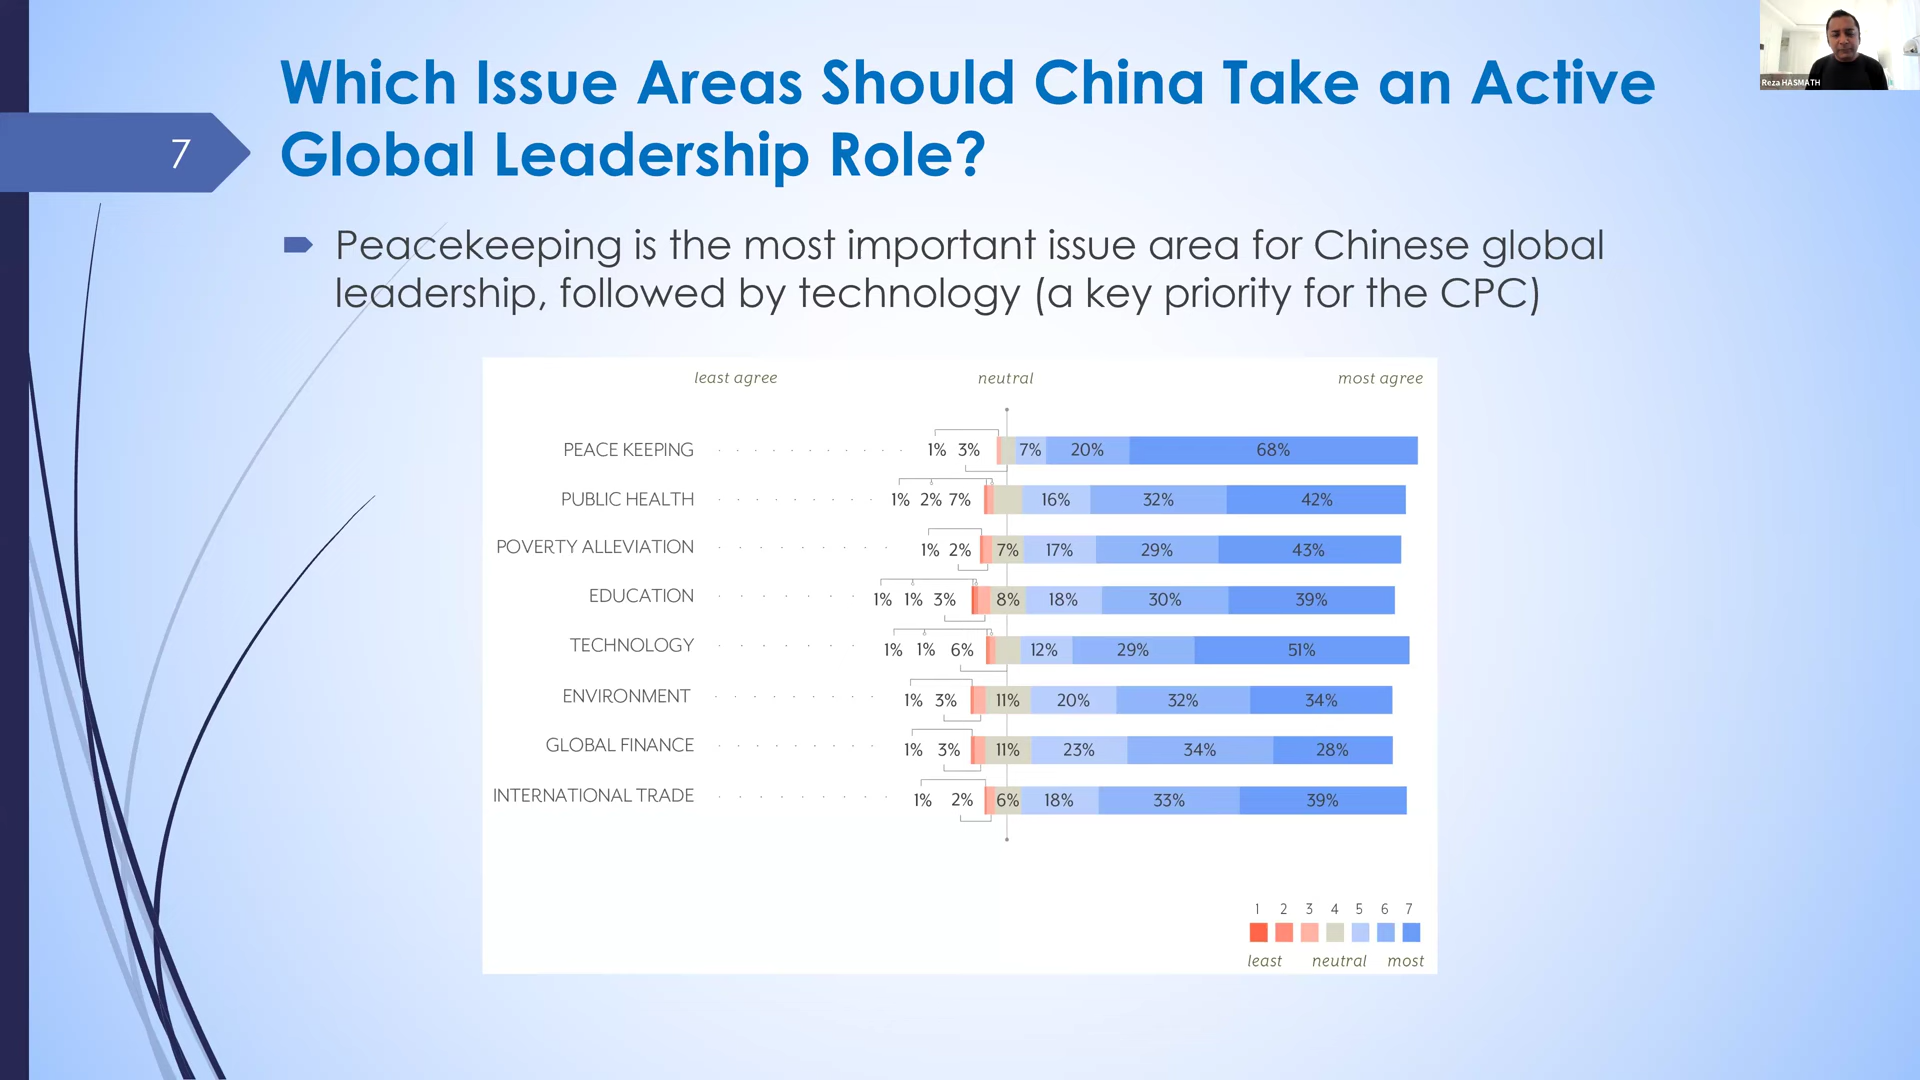 Which Issue Areas Should China Take an Active
Global Leadership Role?
7
Reza HASMATH
Peacekeeping is the most important issue area for Chinese global
leadership, followed by technology (a key priority for the CPC)
least agree neutral most agree
PEACE KEEPING 1% 3% 7% 20% 68%
PUBLIC HEALTH 1% 2% 7% 16% 32% 42%
POVERTY ALLEVIATION 1% 2% 7% 17% 29% 43%
EDUCATION 1% 1% 3% 8% 18% 30% 39%
TECHNOLOGY 1% 1% 6% 12% 29% 51%
ENVIRONMENT 1% 3% 11% 20% 32% 34%
GLOBAL FINANCE 1% 3% 11% 23% 34% 28%
INTERNATIONAL TRADE 1% 2% 6% 18% 33% 39%
1 2 3 4 5 6 7
least neutral most